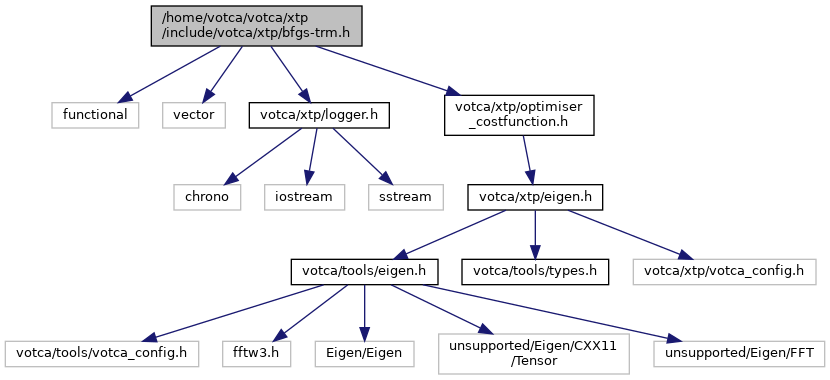 /home/votca/votca/xtp
/include/votca/xtp/bfgs-trm.h
functional
vector
votca/xtp/logger.h
votca/xtp/optimiser
_costfunction.h
chrono
iostream
sstream
votca/xtp/eigen.h
votca/tools/eigen.h
votca/tools/types.h
votca/xtp/votca_config.h
votca/tools/votca_config.h
fftw3.h
Eigen/Eigen
unsupported/Eigen/CXX11
/Tensor
unsupported/Eigen/FFT